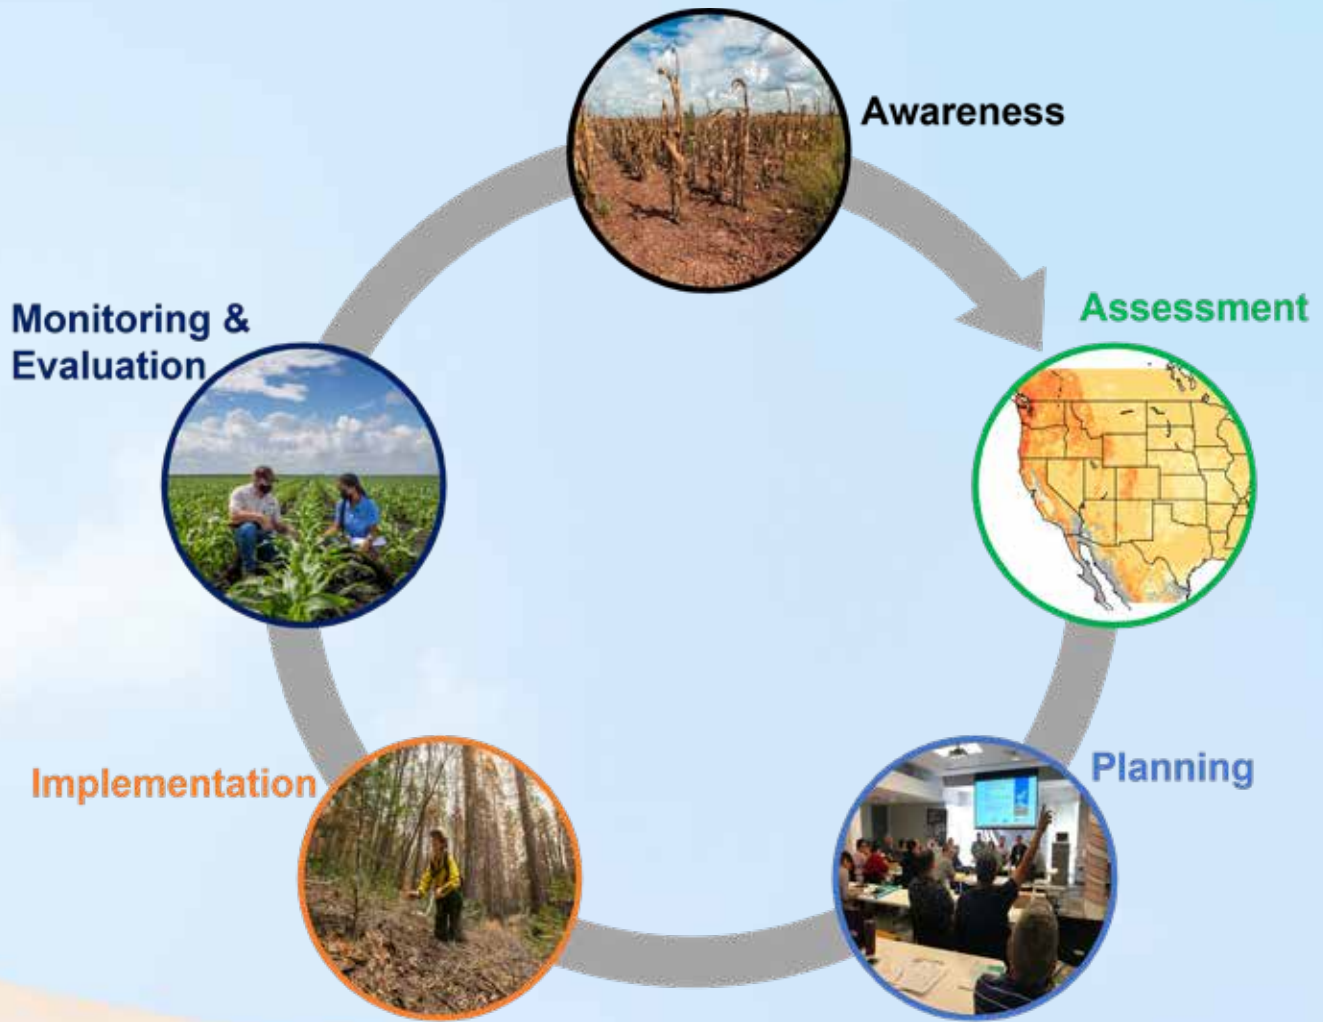 Awareness
Assessment
Monitoring &
Evaluation
Planning
Implementation